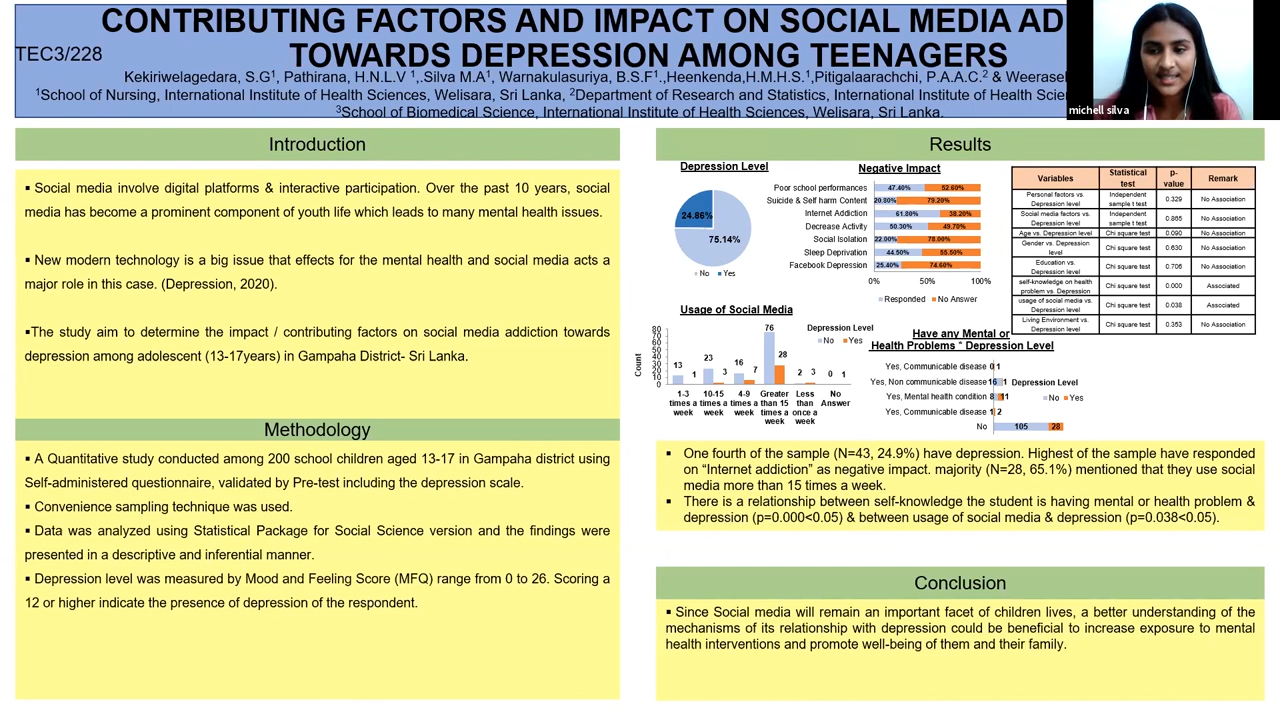 CONTRIBUTING FACTORS AND IMPACT ON SOCIAL MEDIA AD
TEC3/228
TOWARDS DEPRESSION AMONG TEENAGERS
Kekiriwelagedara, S.G¹, Pathirana, H.N.L.V ¹,.Silva M.A¹, Warnakulasuriya, B.S.F¹.,Heenkenda,H.M.H.S.¹,Pitigalaarachchi, P.A.A.C.² & Weerasek
¹School of Nursing, International Institute of Health Sciences, Welisara, Sri Lanka, ²Department of Research and Statistics, International Institute of Health Scien
³School of Biomedical Science, International Institute of Health Sciences, Welisara, Sri Lanka.
michell silva
Introduction
▪ Social media involve digital platforms & interactive participation. Over the past 10 years, social
media has become a prominent component of youth life which leads to many mental health issues.
▪ New modern technology is a big issue that effects for the mental health and social media acts a
major role in this case. (Depression, 2020).
▪The study aim to determine the impact / contributing factors on social media addiction towards
depression among adolescent (13-17years) in Gampaha District- Sri Lanka.
Methodology
▪ A Quantitative study conducted among 200 school children aged 13-17 in Gampaha district using
Self-administered questionnaire, validated by Pre-test including the depression scale.
▪ Convenience sampling technique was used.
▪ Data was analyzed using Statistical Package for Social Science version and the findings were
presented in a descriptive and inferential manner.
▪ Depression level was measured by Mood and Feeling Score (MFQ) range from 0 to 26. Scoring a
12 or higher indicate the presence of depression of the respondent.
Results
Depression Level
24.86%
75.14%
No Yes
Negative Impact
Poor school performances 47.40% 52.60%
Suicide & Self harm Content 20.80% 79.20%
Internet Addiction 61.80% 38.20%
Decrease Activity 50.30% 49.70%
Social Isolation 22.00% 78.00%
Sleep Deprivation 44.50% 55.50%
Facebook Depression 25.40% 74.60%
0% 50% 100%
Responded No Answer
Variables Statistical test p-value Remark
Personal factors vs. Depression level Independent sample t test 0.329 No Association
Social media factors vs. Depression level Independent sample t test 0.865 No Association
Age vs. Depression level Chi square test 0.090 No Association
Gender vs. Depression level Chi square test 0.630 No Association
Education vs. Depression level Chi square test 0.706 No Association
self-knowledge on health problem vs. Depression Chi square test 0.000 Associated
usage of social media vs. Depression level Chi square test 0.038 Associated
Living Environment vs. Depression level Chi square test 0.353 No Association
Usage of Social Media
Depression Level
No Yes
Count
80
70
60
50
40
30
20
10
0
13 1 23 3 16 7 76 28 2 3 0 1
1-3 times a week
10-15 times a week
4-9 times a week
Greater than 15 times a week
Less than once a week
No Answer
Have any Mental or
Health Problems * Depression Level
Yes, Communicable disease 0 1
Yes, Non communicable disease 16 1
Yes, Mental health condition 8 11
Yes, Communicable disease 1 2
No 105 28
Depression Level
No Yes
▪ One fourth of the sample (N=43, 24.9%) have depression. Highest of the sample have responded
on “Internet addiction” as negative impact. majority (N=28, 65.1%) mentioned that they use social
media more than 15 times a week.
▪ There is a relationship between self-knowledge the student is having mental or health problem &
depression (p=0.000<0.05) & between usage of social media & depression (p=0.038<0.05).
Conclusion
▪ Since Social media will remain an important facet of children lives, a better understanding of the
mechanisms of its relationship with depression could be beneficial to increase exposure to mental
health interventions and promote well-being of them and their family.